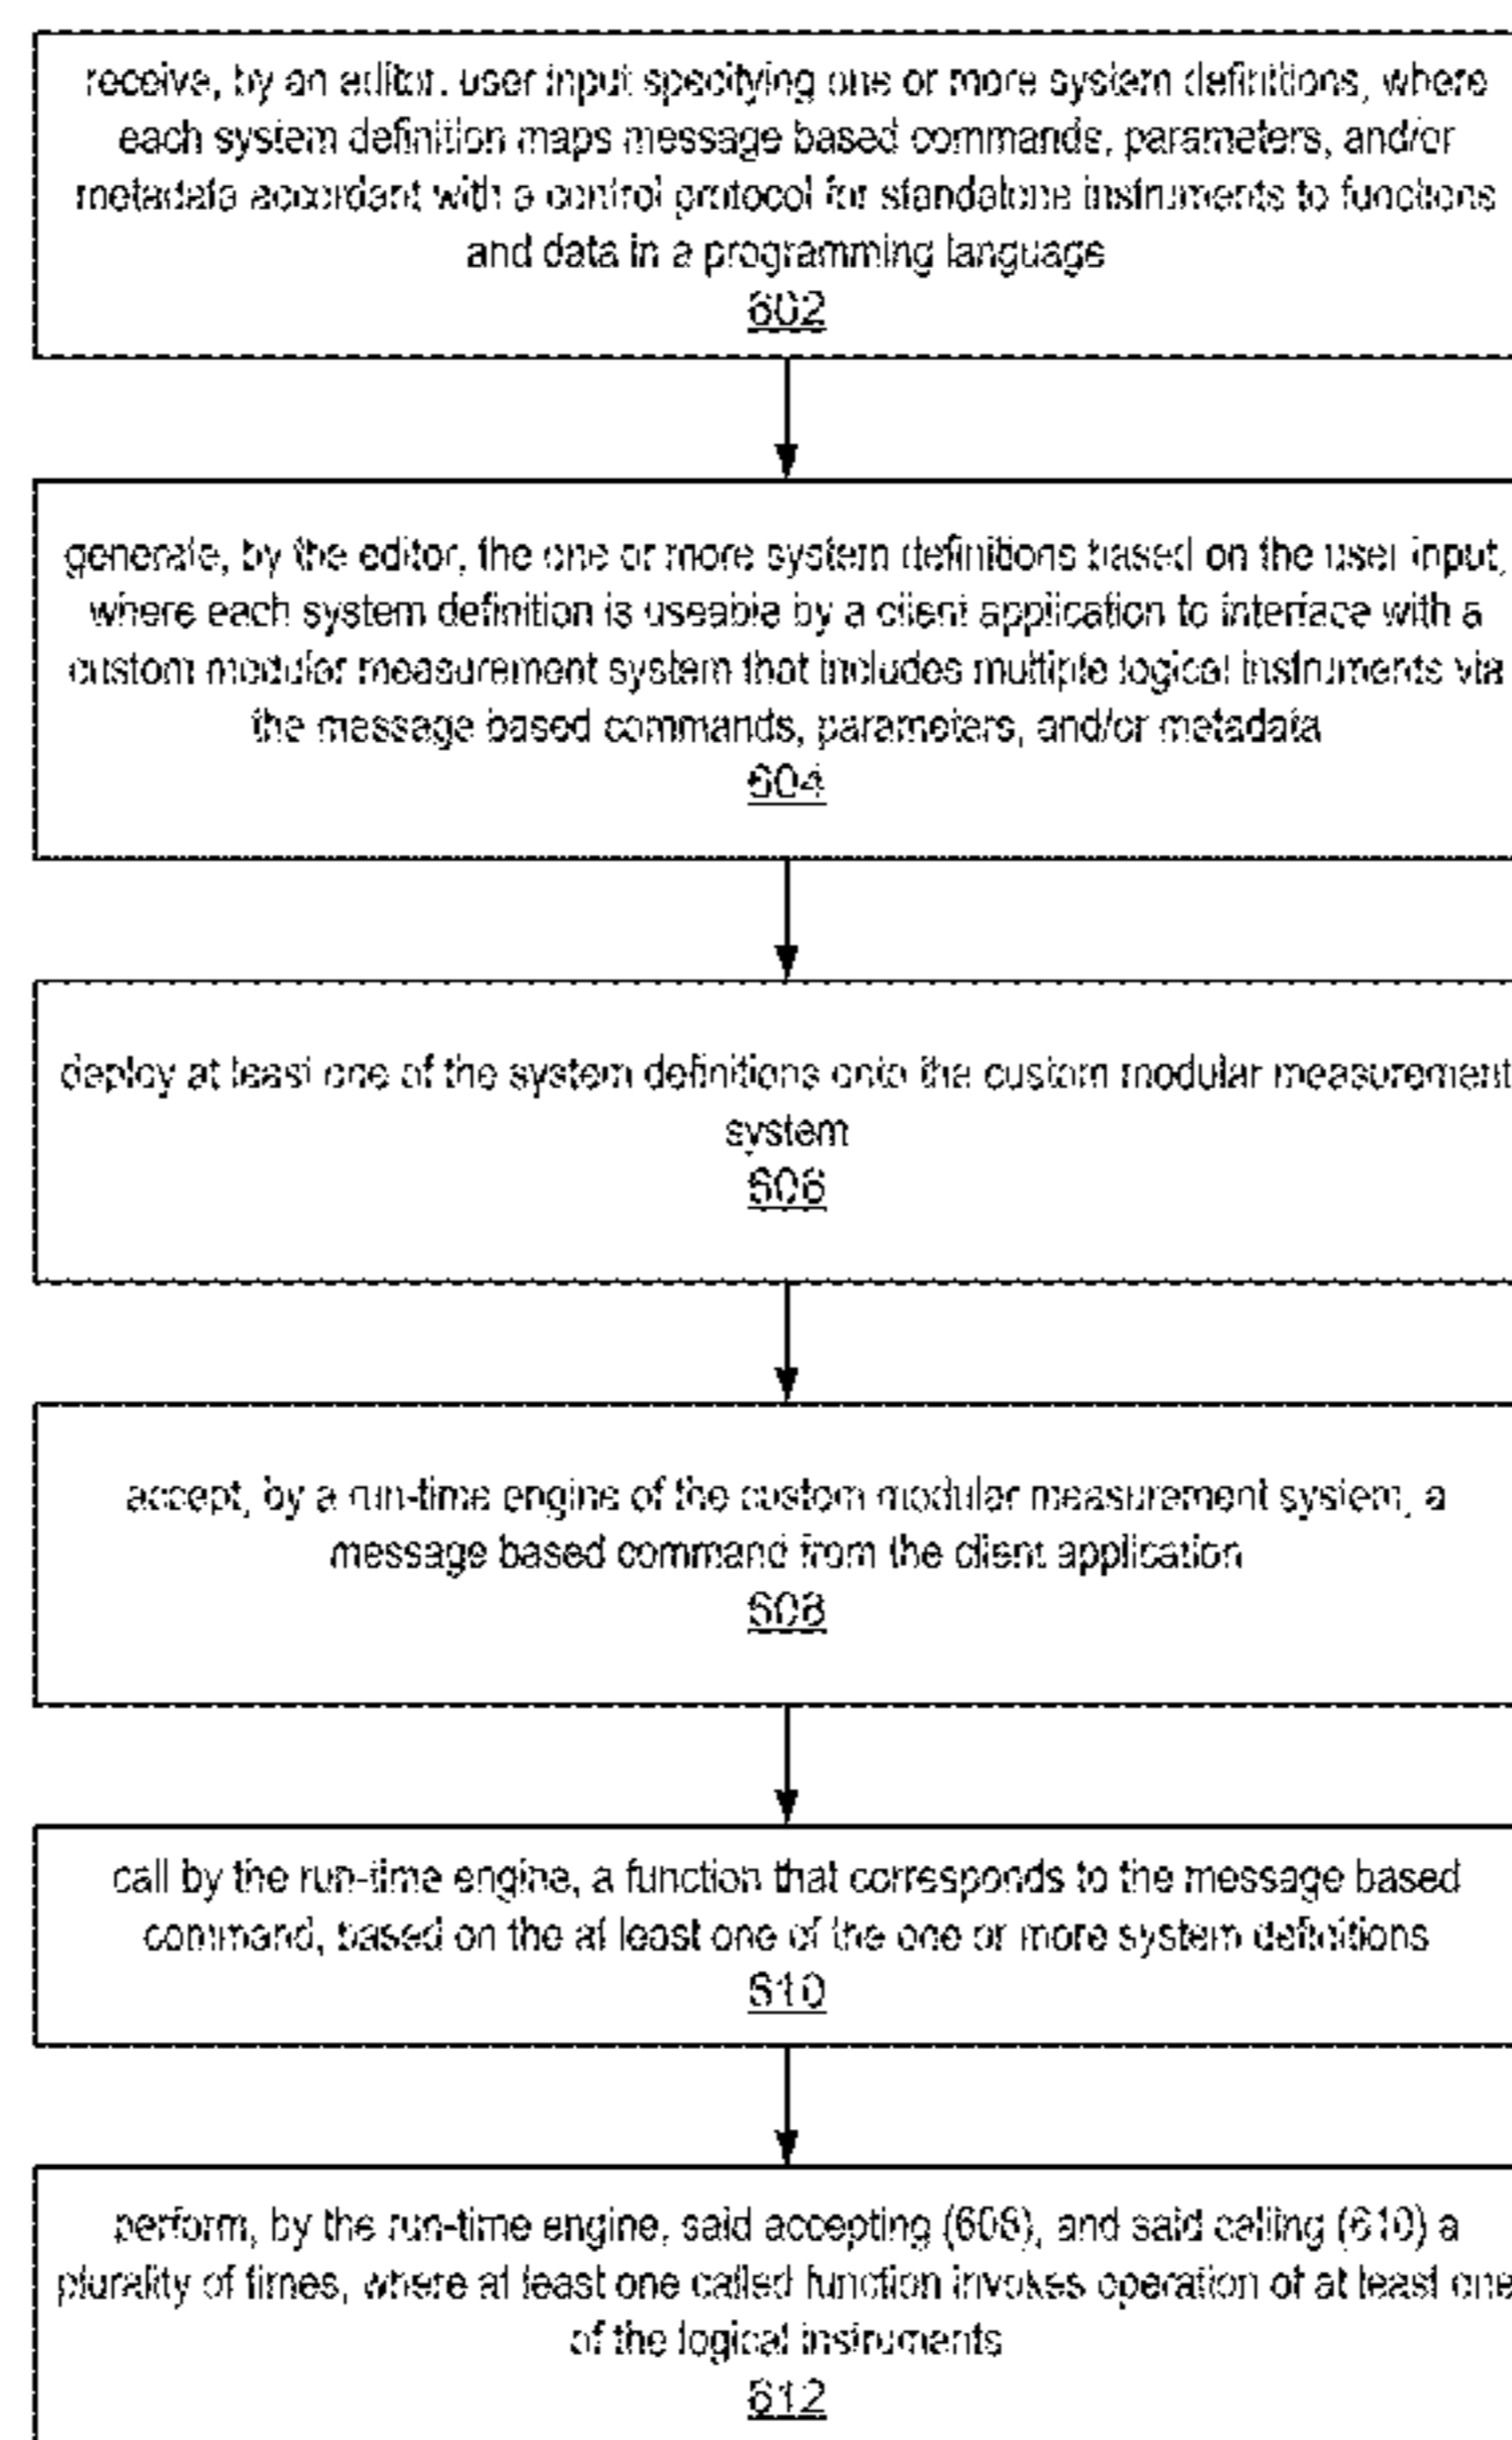 receive, by an editor, user input specifying one or more system definitions, where
each system definition maps message based commands, parameters, and/or
metadata accordant with a control protocol for standalone instruments to functions
and data in a programming language
602
generate, by the editor, the one or more system definitions based on the user input,
where each system definition is useable by a client application to interface with a
custom modular measurement system that includes multiple logical instruments via
the message based commands, parameters, and/or metadata
604
deploy at least one of the system definitions onto the custom modular measurement
system
606
accept, by a run-time engine of the custom modular measurement system, a
message based command from the client application
608
call by the run-time engine, a function that corresponds to the message based
command, based on the at least one of the one or more system definitions
610
perform, by the run-time engine, said accepting (608), and said calling (610) a
plurality of times, where at least one called function invokes operation of at least one
of the logical instruments
612